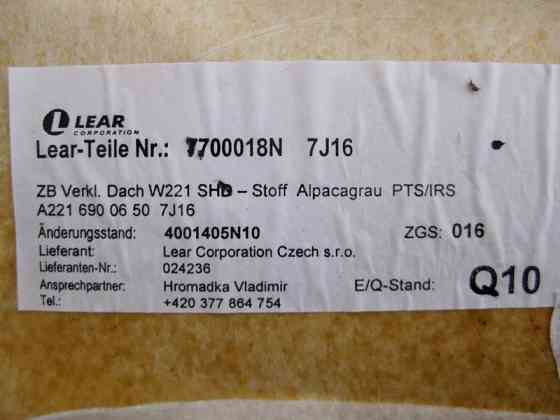 LEAR
CORPORATION
Lear-Teile Nr.: 7700018N 7J16
ZB Verkl. Dach W221 SHD – Stoff Alpacagrau PTS/IRS
A221 690 06 50 7J16
Änderungsstand: 4001405N10 ZGS: 016
Lieferant: Lear Corporation Czech s.r.o.
Lieferanten-Nr.: 024236
Ansprechpartner: Hromadka Vladimir E/Q-Stand: Q10
Tel.: +420 377 864 754